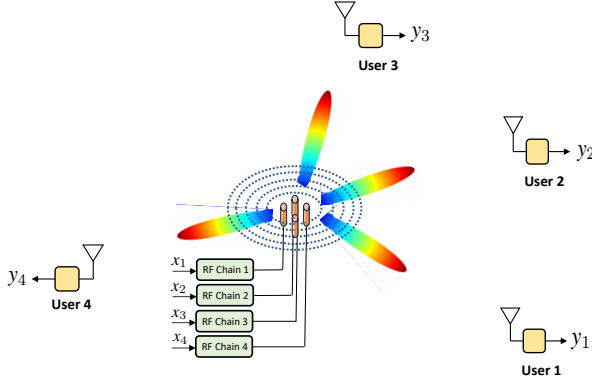 y₃
User 3
y₂
User 2
x₁
RF Chain 1
x₂
RF Chain 2
x₃
RF Chain 3
x₄
RF Chain 4
y₄
User 4
y₁
User 1